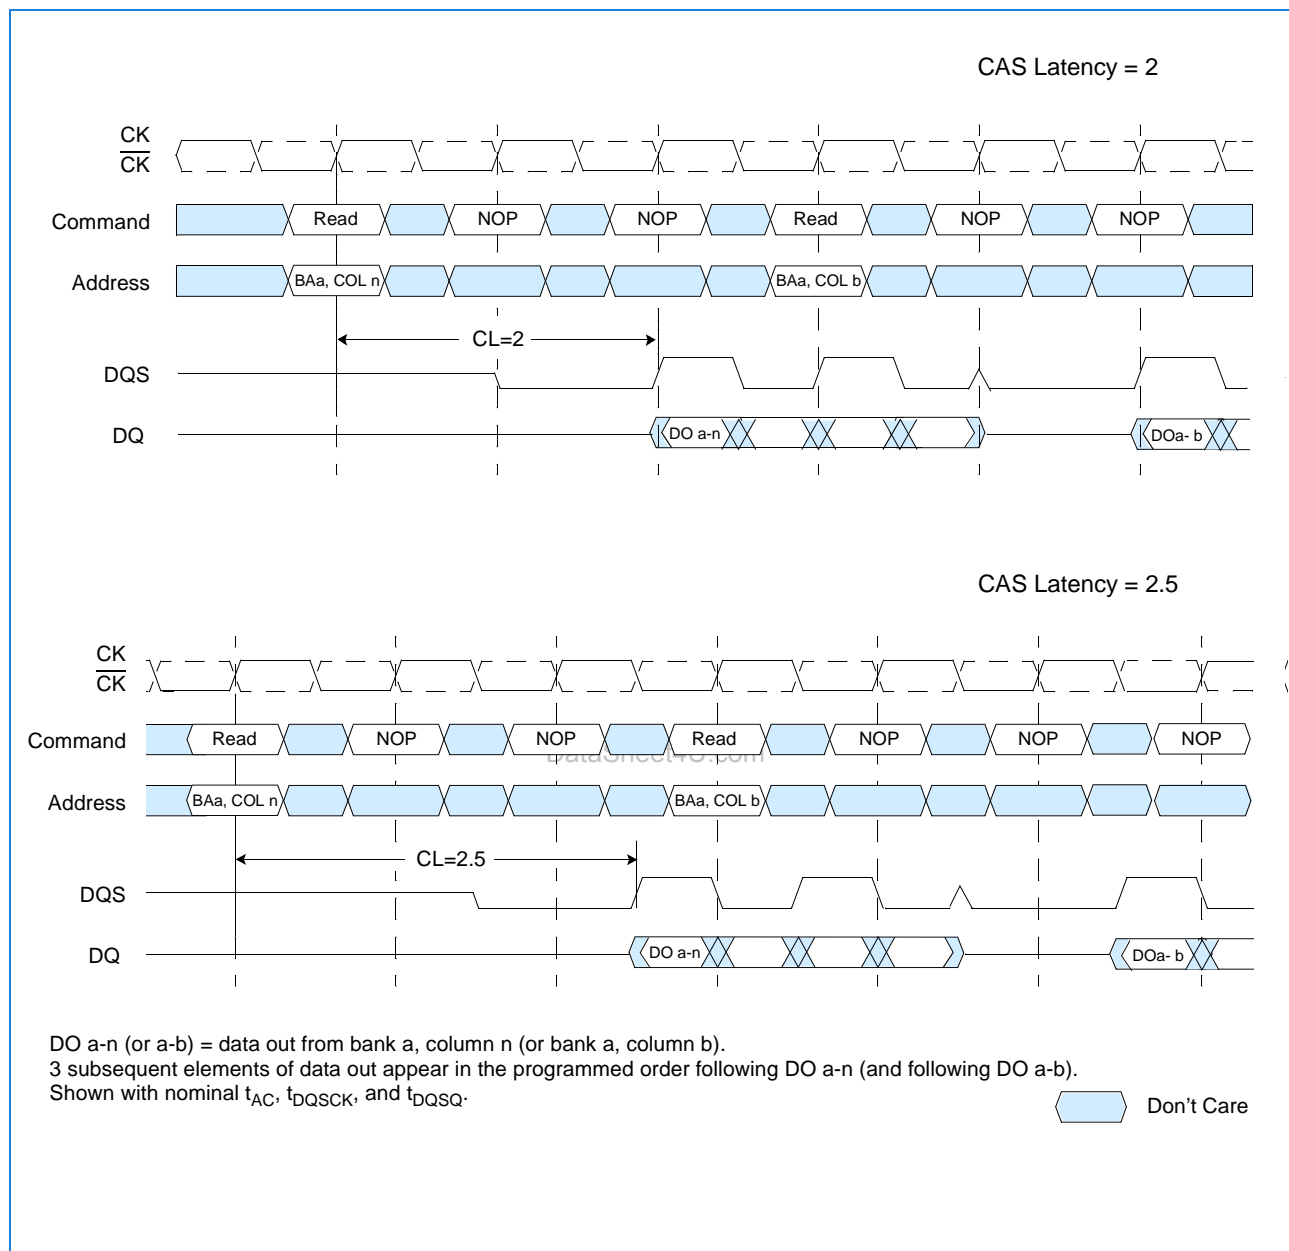 CAS Latency = 2
CK
CK
Command Read NOP NOP Read NOP NOP
Address BAa, COL n BAa, COL b
CL=2
DQS
DQ DO a-n DOa- b
CAS Latency = 2.5
CK
CK
Command Read NOP NOP Read NOP NOP NOP
DataSheet4U.com
Address BAa, COL n BAa, COL b
CL=2.5
DQS
DQ DO a-n DOa- b
DO a-n (or a-b) = data out from bank a, column n (or bank a, column b).
3 subsequent elements of data out appear in the programmed order following DO a-n (and following DO a-b).
Shown with nominal tAC, tDQSCK, and tDQSQ.
Don't Care